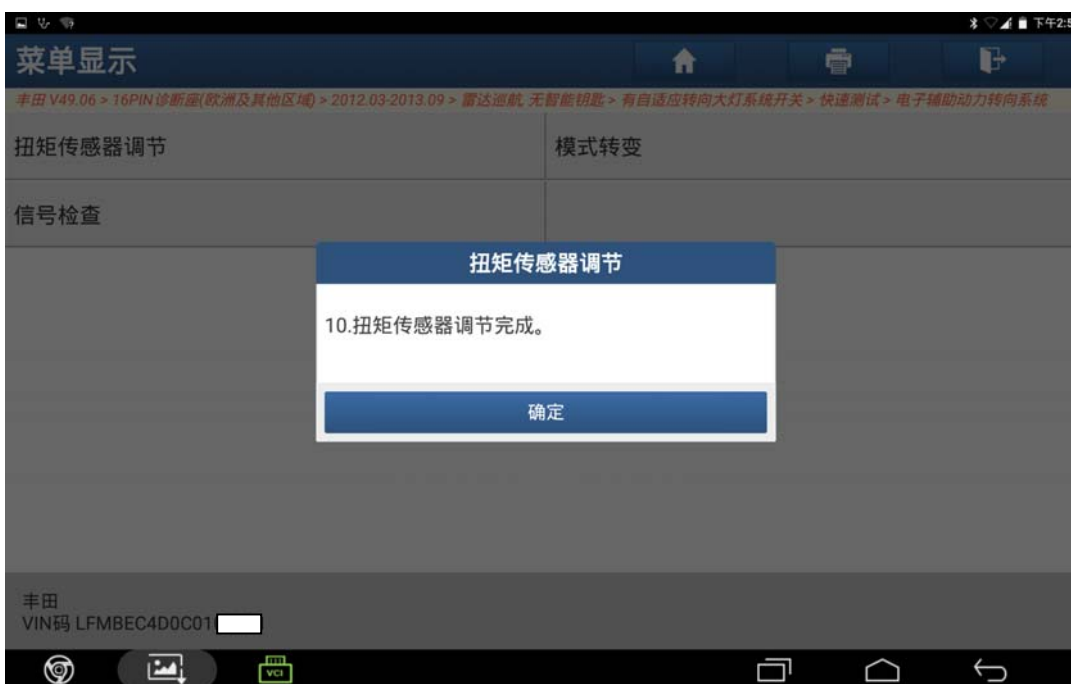 下午2:5
菜单显示
丰田 V49.06 > 16PIN诊断座(欧洲及其他区域) > 2012.03-2013.09 > 雷达巡航, 无智能钥匙 > 有自适应转向大灯系统开关 > 快速测试 > 电子辅助动力转向系统
扭矩传感器调节
模式转变
信号检查
扭矩传感器调节
10.扭矩传感器调节完成。
确定
丰田
VIN码 LFMBEC4D0C01
VCI